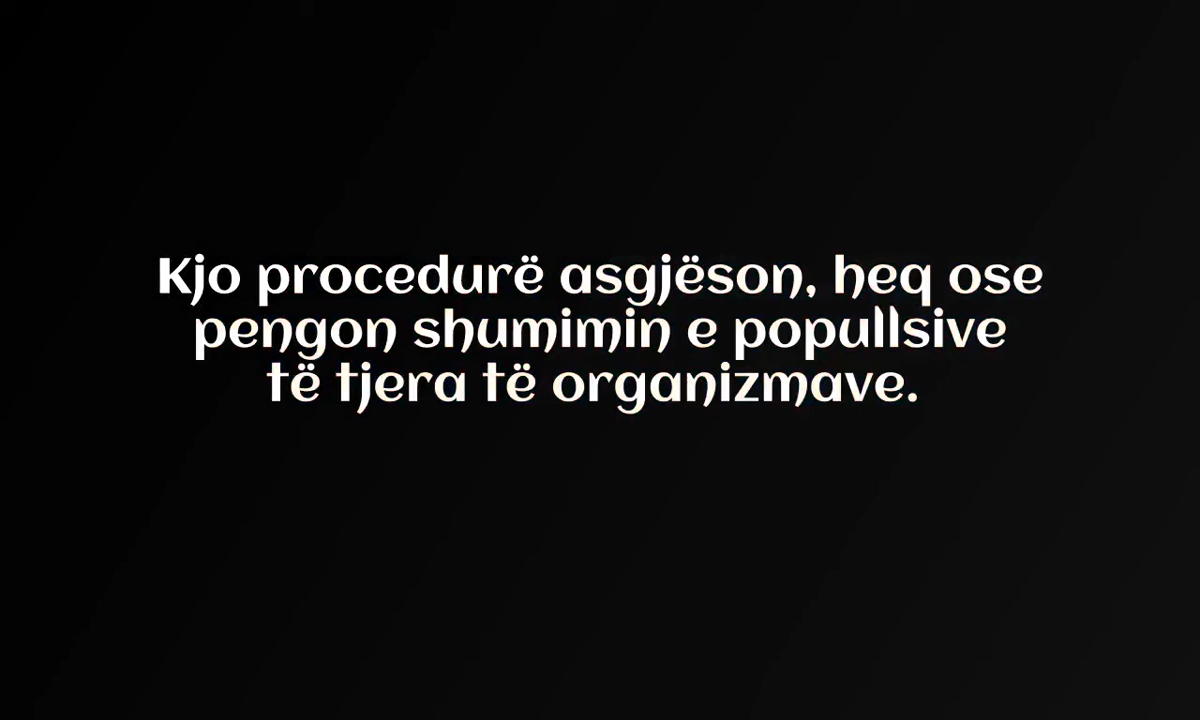 Kjo procedurë asgjëson, heq ose
pengon shumimin e popullsive
të tjera të organizmave.